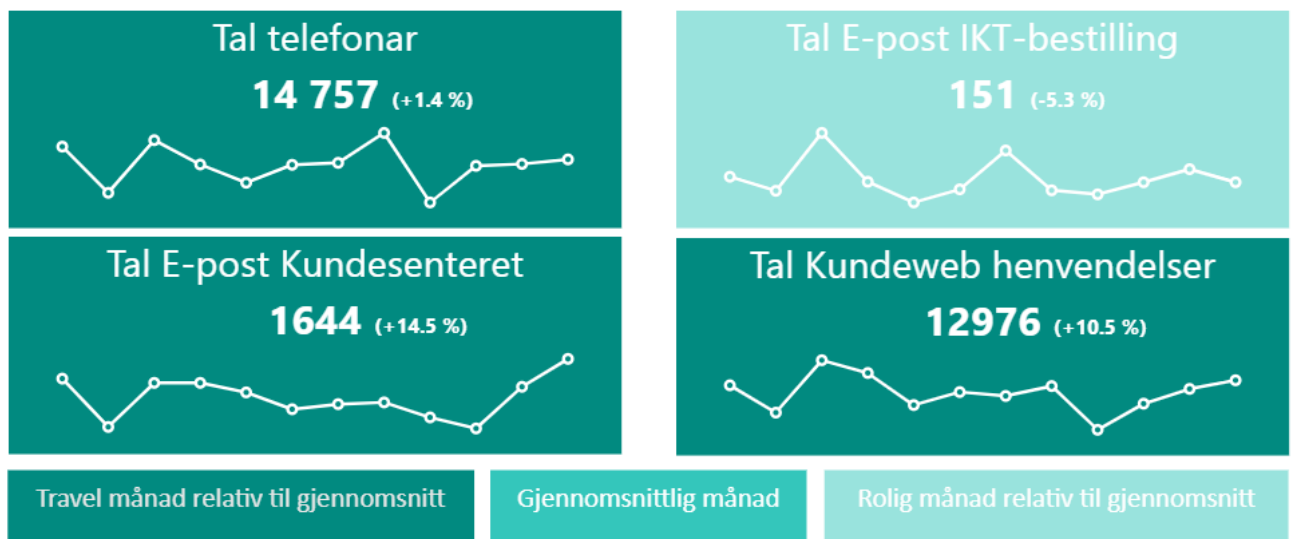 Tal telefonar
14 757 (+1.4 %)
Tal E-post IKT-bestilling
151 (-5.3 %)
Tal E-post Kundesenteret
1644 (+14.5 %)
Tal Kundeweb henvendelser
12976 (+10.5 %)
Travel månad relativ til gjennomsnitt
Gjennomsnittlig månad
Rolig månad relativ til gjennomsnitt